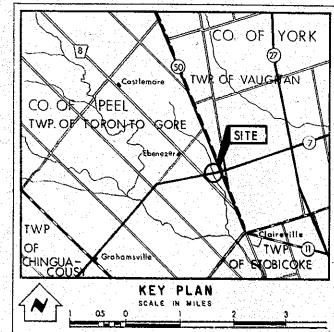 CO. OF YORK
8
50
27
Castlemore
TWP. OF VAUGHAN
CO. OF PEEL
TWP. OF TORONTO GORE
SITE
Ebenezer
7
TWP
OF
CHINGUA-
COUSY
Grahamsville
Claireville
TWP.
OF ETOBICOKE
11
N
KEY PLAN
SCALE IN MILES
1 0.5 0 1 2 3